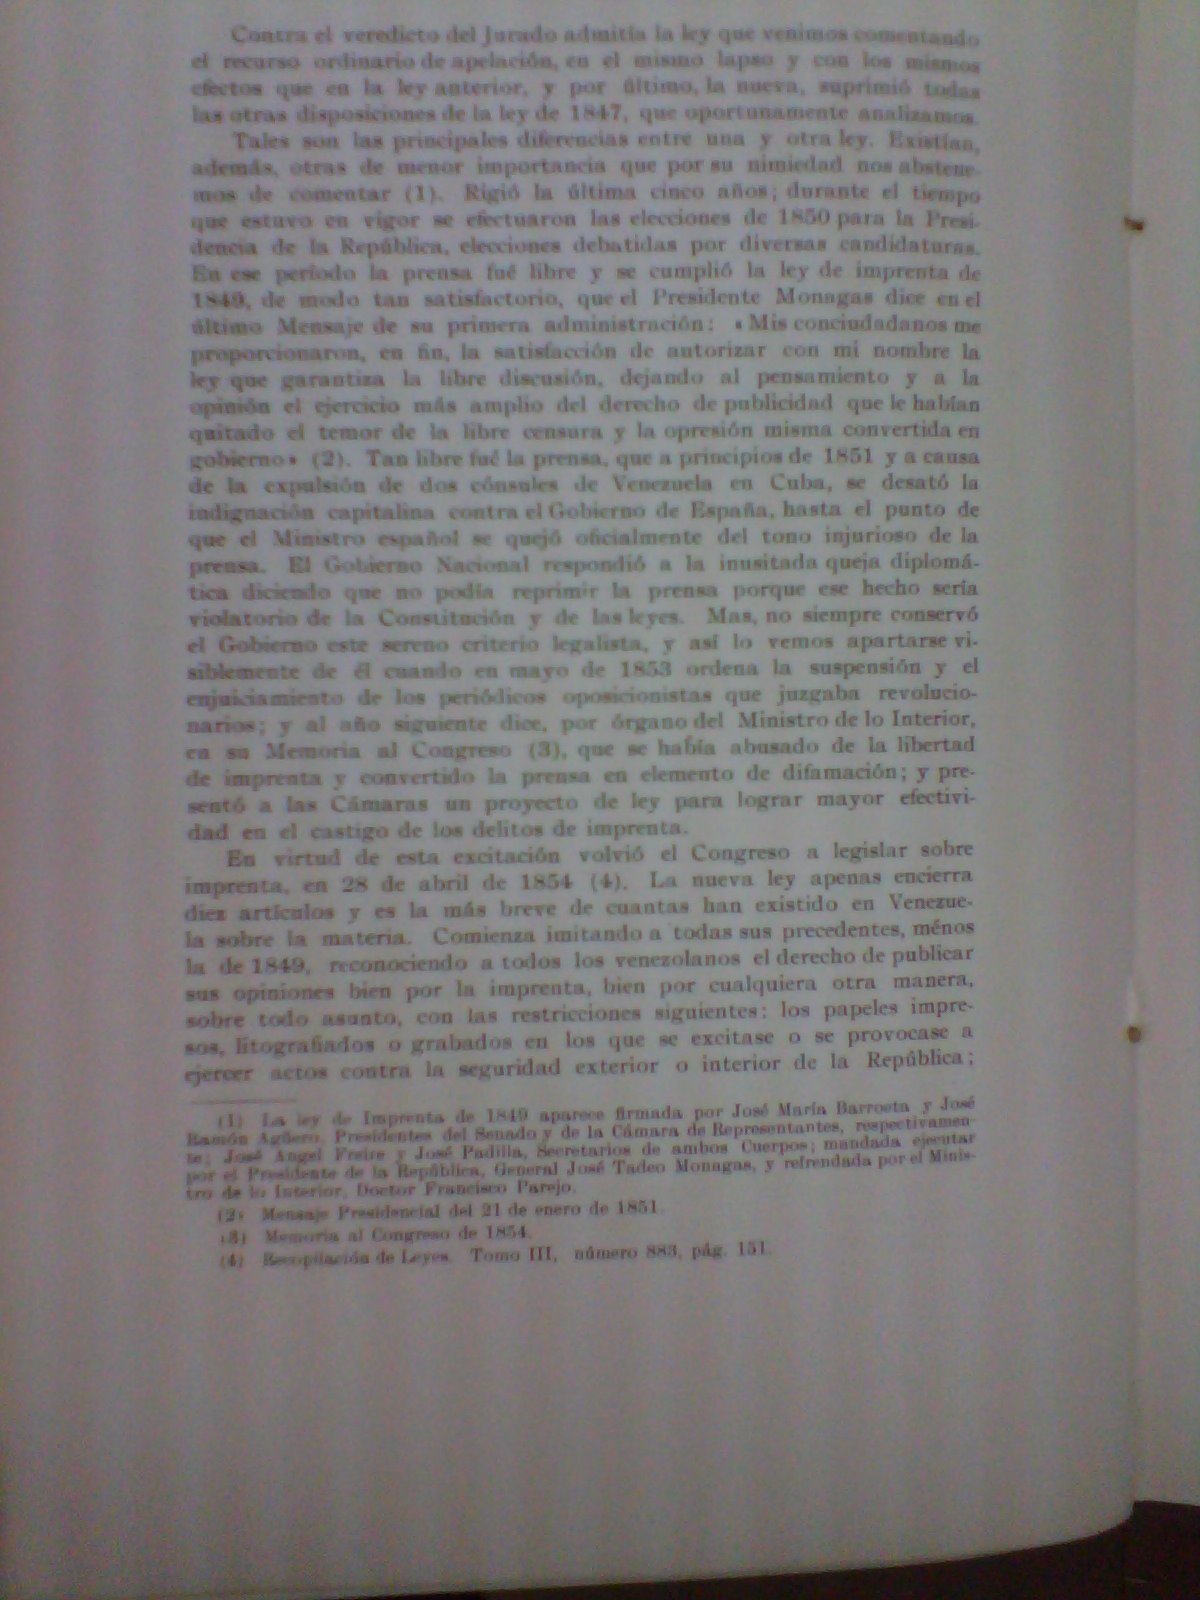 Contra el veredicto del Jurado admitía la ley que venimos comentando
el recurso ordinario de apelación, en el mismo lapso y con los mismos
efectos que en la ley anterior, y por último, la nueva, suprimió todas
las otras disposiciones de la ley de 1847, que oportunamente analizamos.
Tales son las principales diferencias entre una y otra ley. Existían,
además, otras de menor importancia que por su nimiedad nos abstene-
mos de comentar (1). Rigió la última cinco años; durante el tiempo
que estuvo en vigor se efectuaron las elecciones de 1850 para la Presi-
dencia de la República, elecciones debatidas por diversas candidaturas.
En ese período la prensa fué libre y se cumplió la ley de imprenta de
1849, de modo tan satisfactorio, que el Presidente Monagas dice en el
último Mensaje de su primera administración: «Mis conciudadanos me
proporcionaron, en fin, la satisfacción de autorizar con mi nombre la
ley que garantiza la libre discusión, dejando al pensamiento y a la
opinión el ejercicio más amplio del derecho de publicidad que le habían
quitado el temor de la libre censura y la opresión misma convertida en
gobierno» (2). Tan libre fué la prensa, que a principios de 1851 y a causa
de la expulsión de dos cónsules de Venezuela en Cuba, se desató la
indignación capitalina contra el Gobierno de España, hasta el punto de
que el Ministro español se quejó oficialmente del tono injurioso de la
prensa. El Gobierno Nacional respondió a la inusitada queja diplomá-
tica diciendo que no podía reprimir la prensa porque ese hecho sería
violatorio de la Constitución y de las leyes. Mas, no siempre conservó
el Gobierno este sereno criterio legalista, y así lo vemos apartarse vi-
siblemente de él cuando en mayo de 1853 ordena la suspensión y el
enjuiciamiento de los periódicos oposicionistas que juzgaba revolucio-
narios; y al año siguiente dice, por órgano del Ministro de lo Interior,
en su Memoria al Congreso (3), que se había abusado de la libertad
de imprenta y convertido la prensa en elemento de difamación; y pre-
sentó a las Cámaras un proyecto de ley para lograr mayor efectivi-
dad en el castigo de los delitos de imprenta.
En virtud de esta excitación volvió el Congreso a legislar sobre
imprenta, en 28 de abril de 1854 (4). La nueva ley apenas encierra
diez artículos y es la más breve de cuantas han existido en Venezue-
la sobre la materia. Comienza imitando a todas sus precedentes, ménos
la de 1849, reconociendo a todos los venezolanos el derecho de publicar
sus opiniones bien por la imprenta, bien por cualquiera otra manera,
sobre todo asunto, con las restricciones siguientes: los papeles impre-
sos, litografiados o grabados en los que se excitase o se provocase a
ejercer actos contra la seguridad exterior o interior de la República;
(1) La ley de Imprenta de 1849 aparece firmada por José María Barroeta y José
Ramón Agüero, Presidentes del Senado y de la Cámara de Representantes, respectivamen-
te; José Angel Freire y José Padilla, Secretarios de ambos Cuerpos; mandada ejecutar
por el Presidente de la República, General José Tadeo Monagas, y refrendada por el Minis-
tro de lo Interior, Doctor Francisco Parejo.
(2) Mensaje Presidencial del 21 de enero de 1851.
(3) Memoria al Congreso de 1854.
(4) Recopilación de Leyes. Tomo III, número 883, pág. 151.